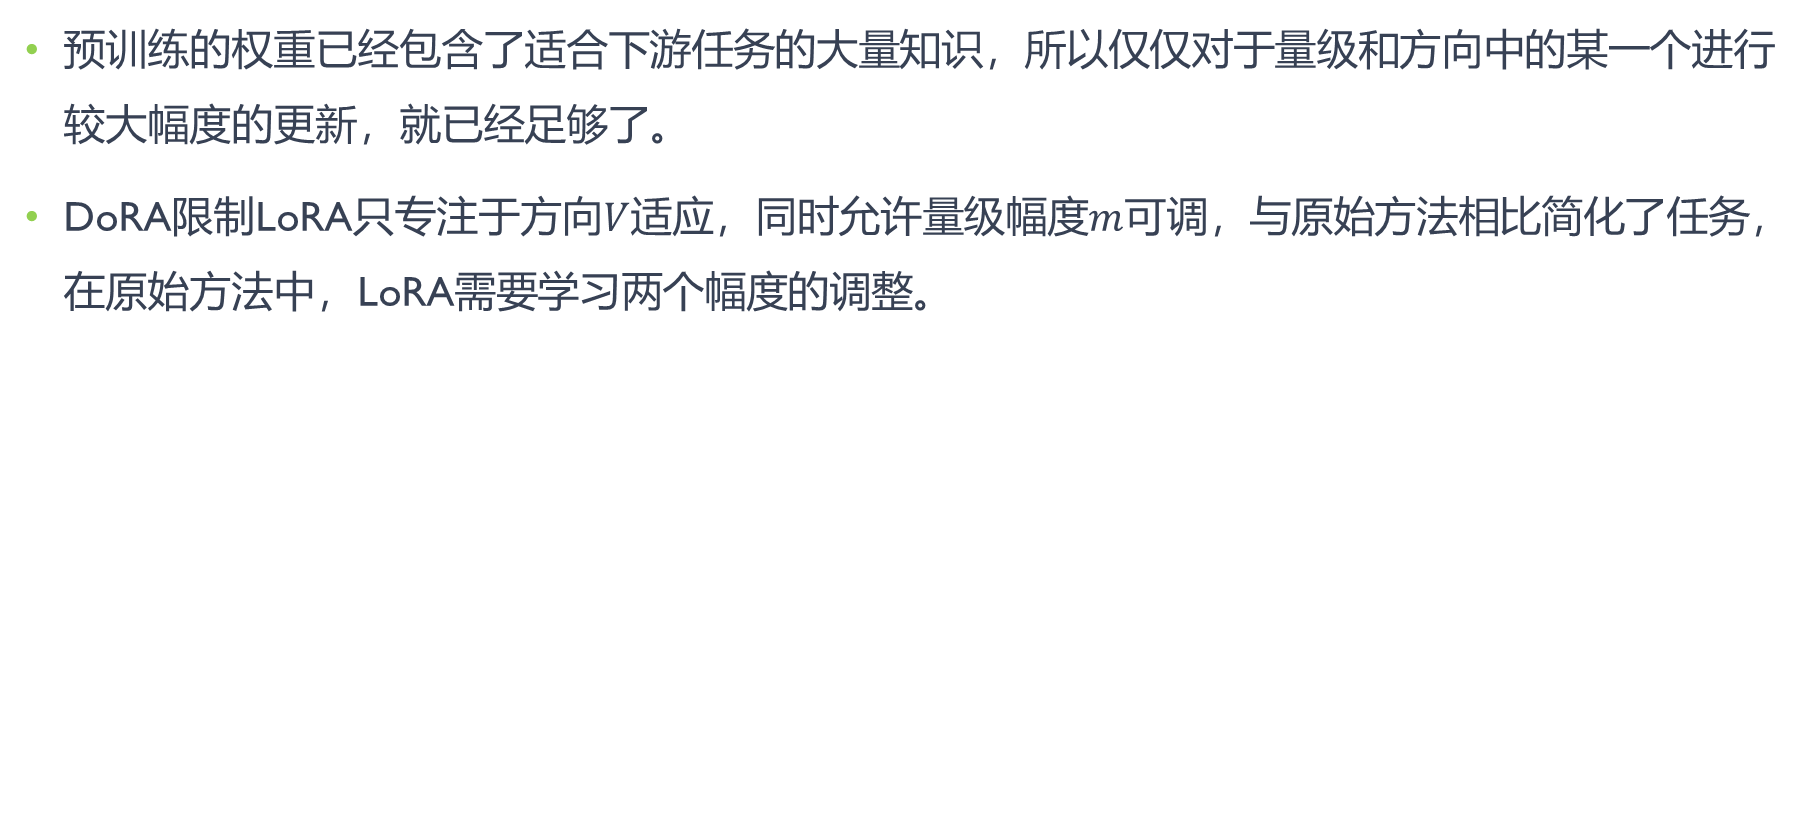 • 预训练的权重已经包含了适合下游任务的大量知识，所以仅仅对于量级和方向中的某一个进行
较大幅度的更新，就已经足够了。
• DoRA限制LoRA只专注于方向V适应，同时允许量级幅度m可调，与原始方法相比简化了任务，
在原始方法中，LoRA需要学习两个幅度的调整。